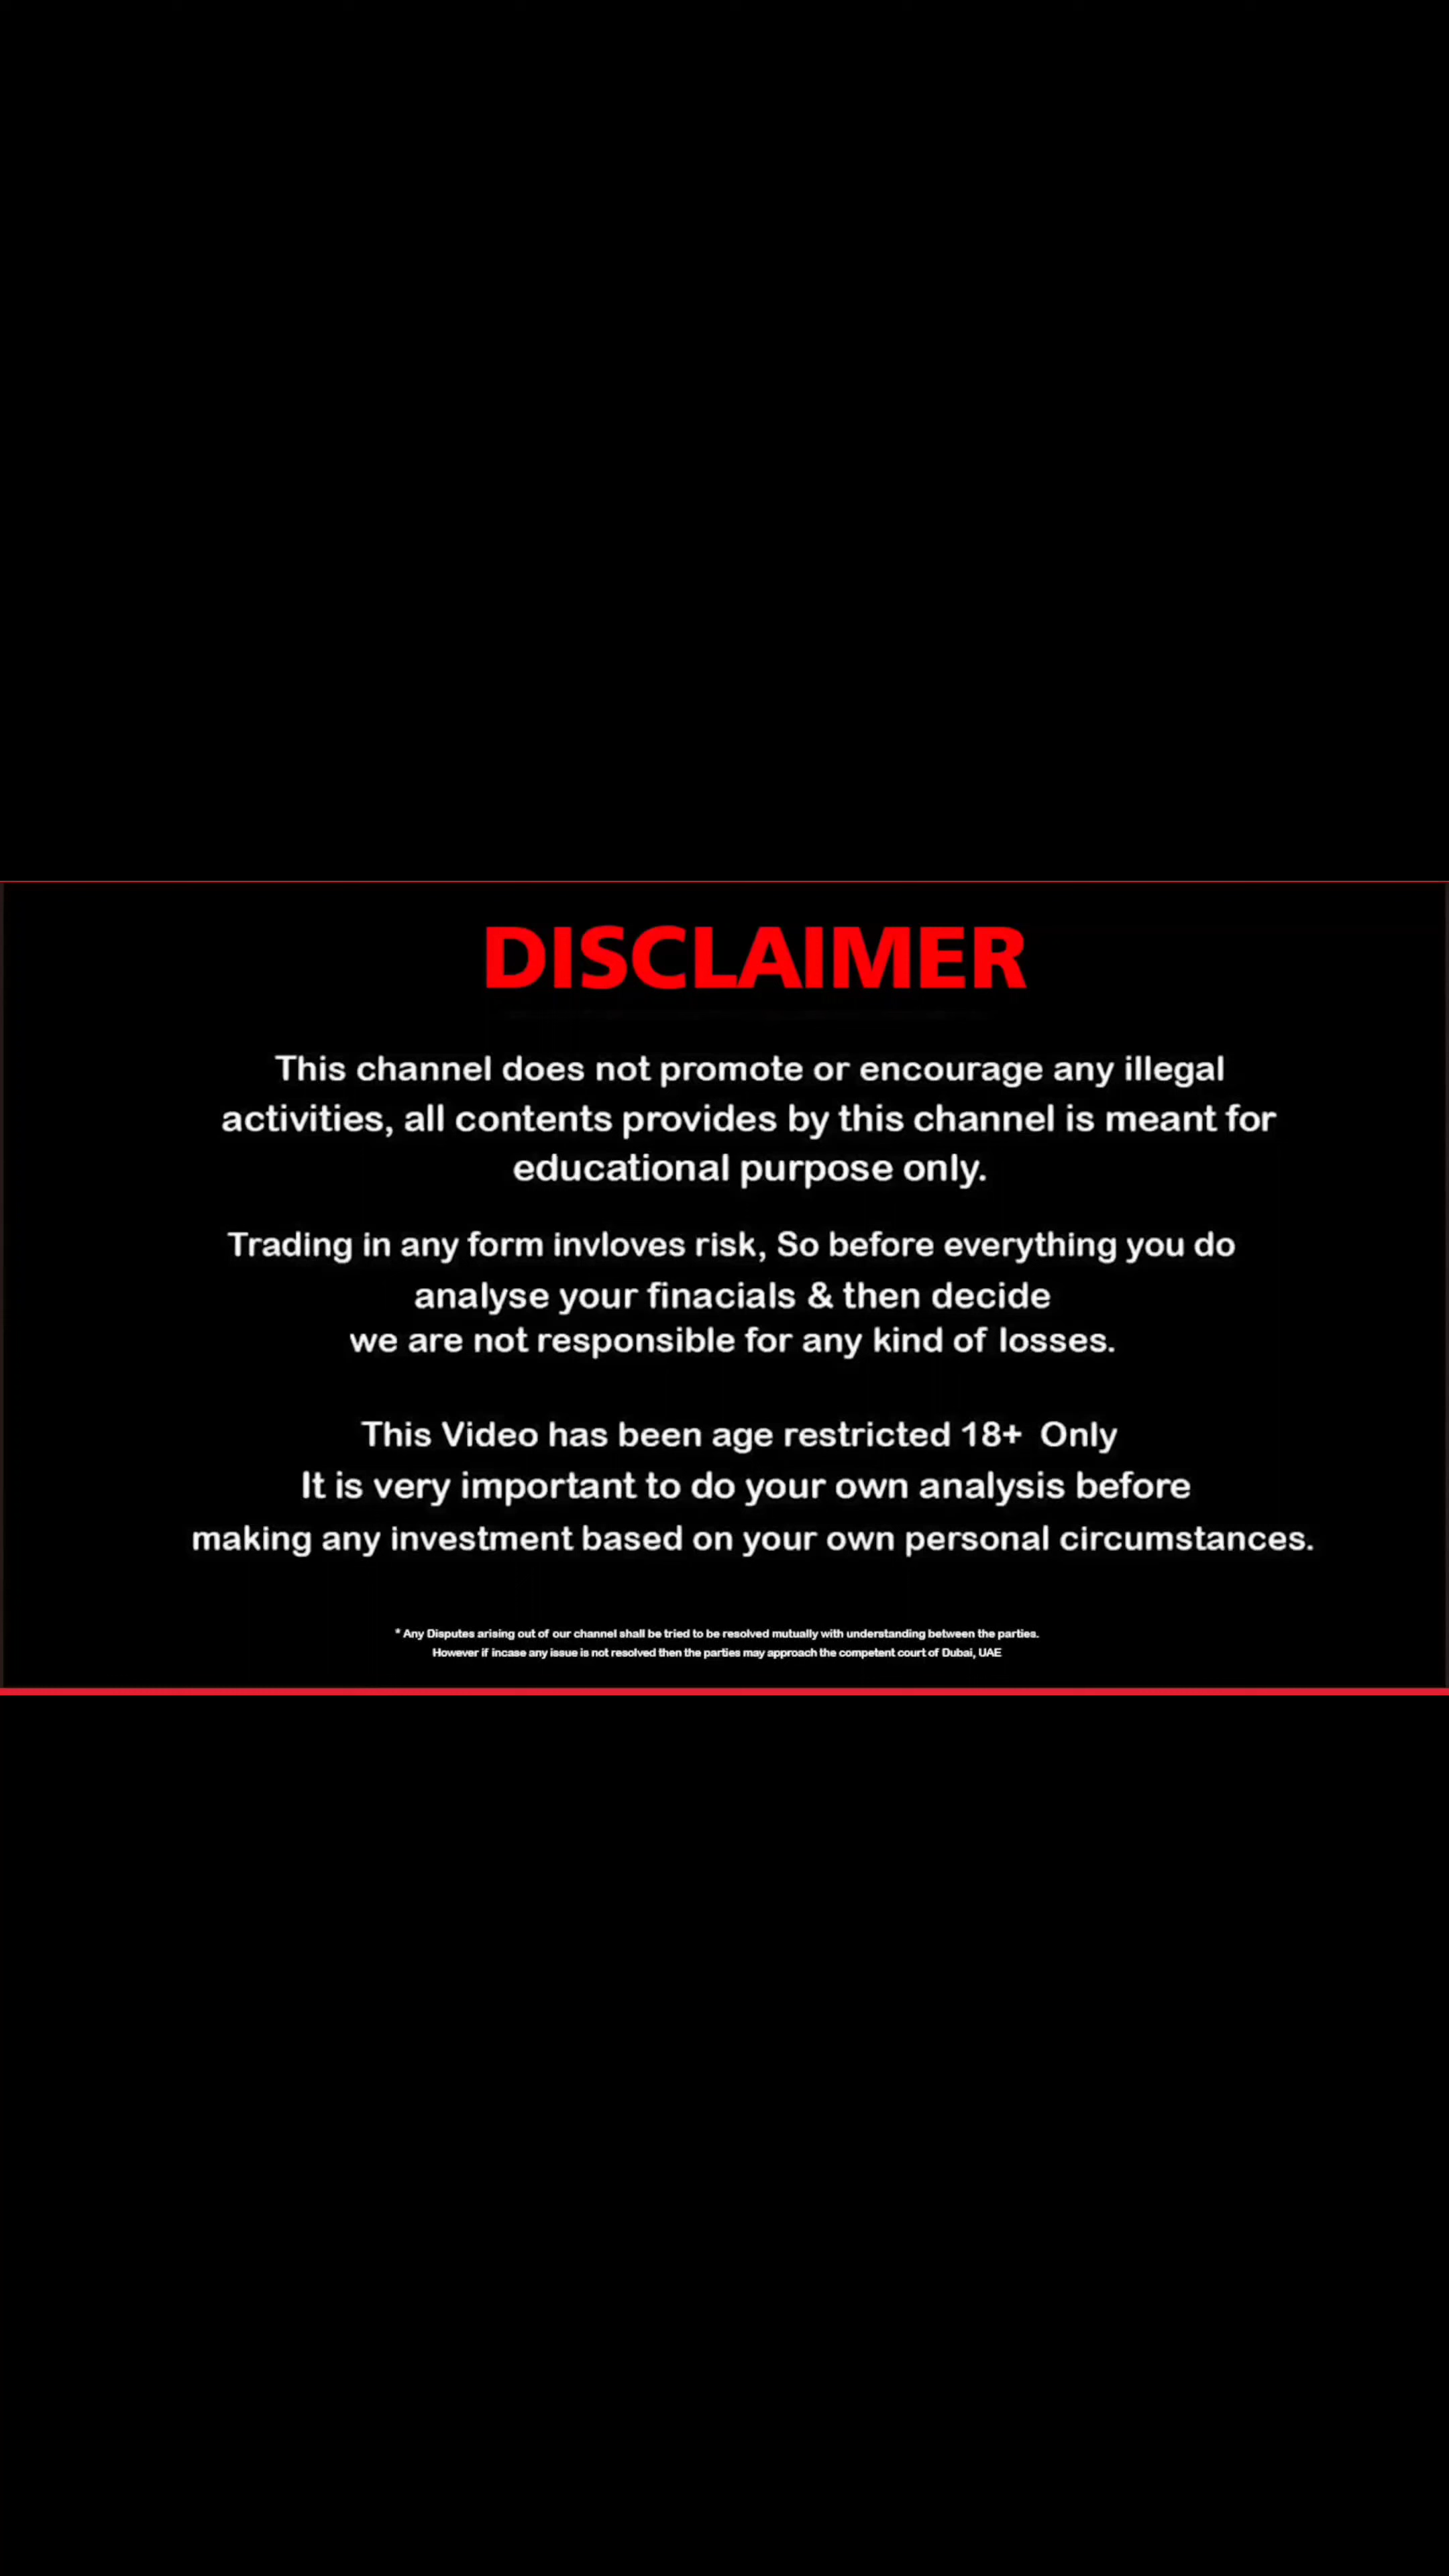 DISCLAIMER
This channel does not promote or encourage any illegal
activities, all contents provides by this channel is meant for
educational purpose only.
Trading in any form invloves risk, So before everything you do
analyse your finacials & then decide
we are not responsible for any kind of losses.
This Video has been age restricted 18+ Only
It is very important to do your own analysis before
making any investment based on your own personal circumstances.
* Any Disputes arising out of our channel shall be tried to be resolved mutually with understanding between the parties.
However if incase any issue is not resolved then the parties may approach the competent court of Dubai, UAE